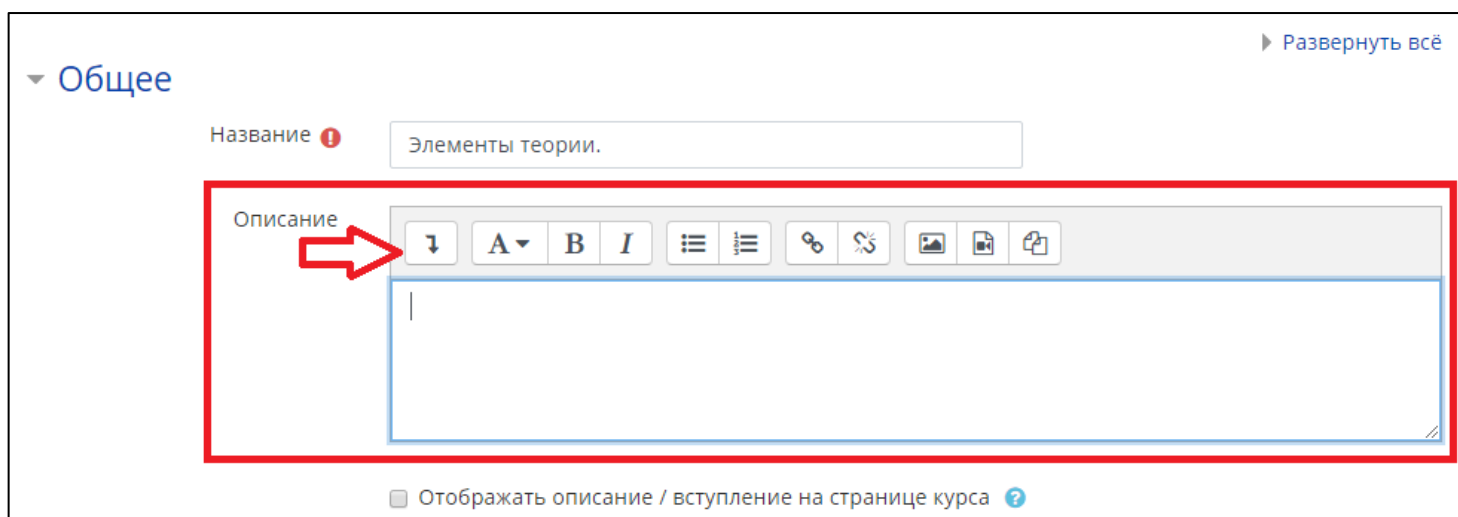 Развернуть всё
Общее
Название
Элементы теории.
Описание
A B I
Отображать описание / вступление на странице курса ?